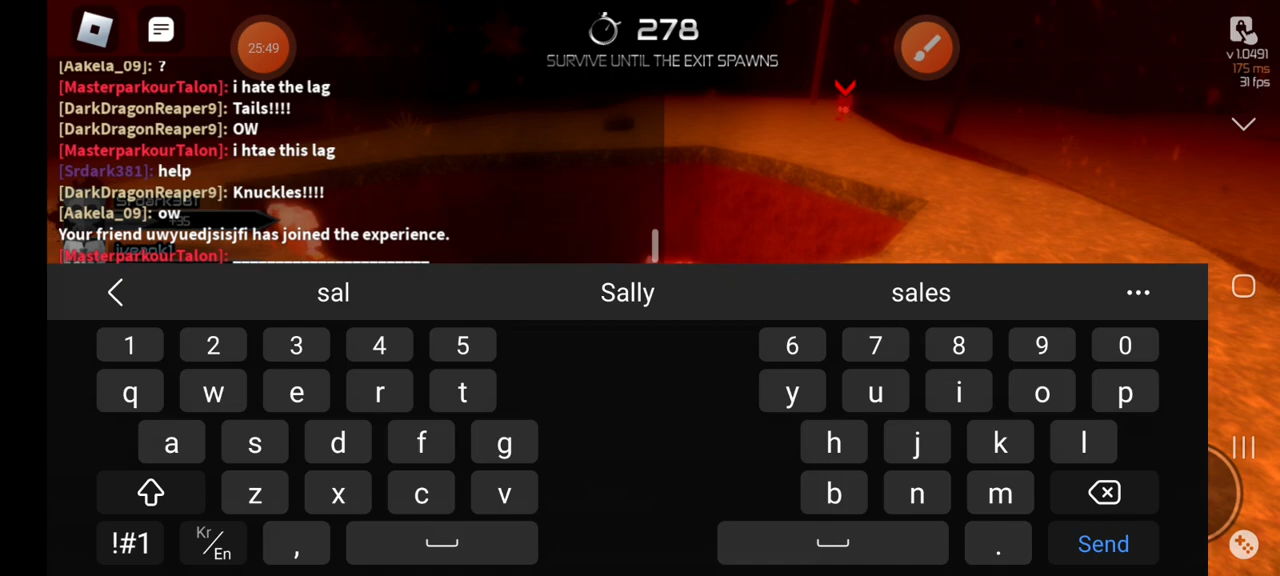 25:49
278
SURVIVE UNTIL THE EXIT SPAWNS
v 1.0491
175 ms
31 fps
[Aakela_09]: ?
[MasterparkourTalon]: i hate the lag
[DarkDragonReaper9]: Tails!!!!
[DarkDragonReaper9]: OW
[MasterparkourTalon]: i htae this lag
[Srdark381]: help
[DarkDragonReaper9]: Knuckles!!!!
Srdark381
[Aakela_09]: ow
+35
Your friend uwyuedjsisjfi has joined the experience.
[MasterparkourTalon]: ________________________
sal Sally sales
1 2 3 4 5 6 7 8 9 0
q w e r t y u i o p
a s d f g h j k l
z x c v b n m
!#1 Kr/En , . Send